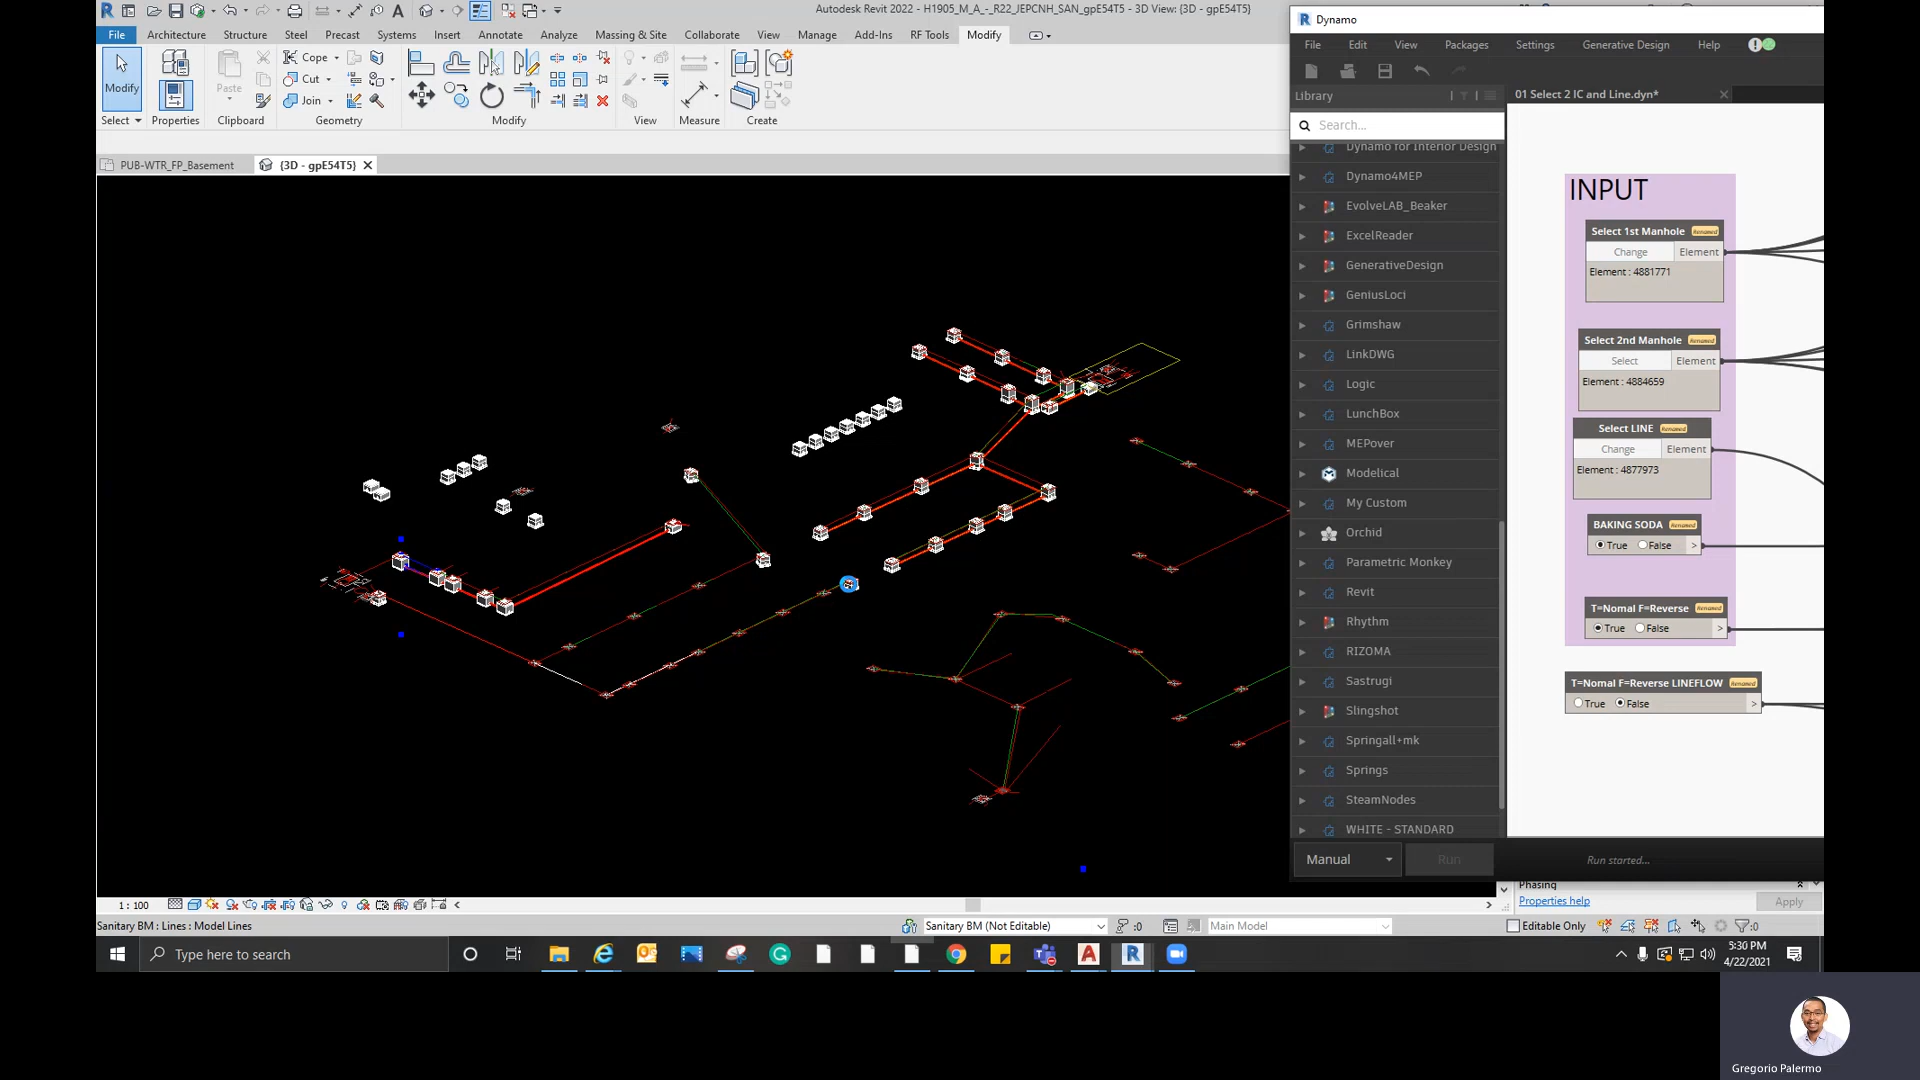 Autodesk Revit 2022 - H1905_M_A_-_R22_JEPCNH_SAN_gpE54T5 - 3D View: {3D - gpE54T5}
File Architecture Structure Steel Precast Systems Insert Annotate Analyze Massing & Site Collaborate View Manage Add-Ins RF Tools Modify
Modify
Paste
Cope
Cut
Join
Select Properties Clipboard Geometry Modify View Measure Create
PUB-WTR_FP_Basement
{3D - gpE54T5}
Dynamo
File Edit View Packages Settings Generative Design Help
Library
01 Select 2 IC and Line.dyn*
Search...
Dynamo for Interior Design
Dynamo4MEP
EvolveLAB_Beaker
ExcelReader
GenerativeDesign
GeniusLoci
Grimshaw
LinkDWG
Logic
LunchBox
MEPover
Modelical
My Custom
Orchid
Parametric Monkey
Revit
Rhythm
RIZOMA
Sastrugi
Slingshot
Springall+mk
Springs
SteamNodes
WHITE - STANDARD
Manual
Run
INPUT
Select 1st Manhole Renamed
Change Element
Element : 4881771
Select 2nd Manhole Renamed
Select Element
Element : 4884659
Select LINE Renamed
Change Element
Element : 4877973
BAKING SODA Renamed
True False >
T=Nomal F=Reverse Renamed
True False >
T=Nomal F=Reverse LINEFLOW Renamed
True False >
Run started...
Phasing
Properties help
Apply
1 : 100
Sanitary BM : Lines : Model Lines
Sanitary BM (Not Editable)
:0
Main Model
Editable Only
:0
Type here to search
5:30 PM
4/22/2021
Gregorio Palermo